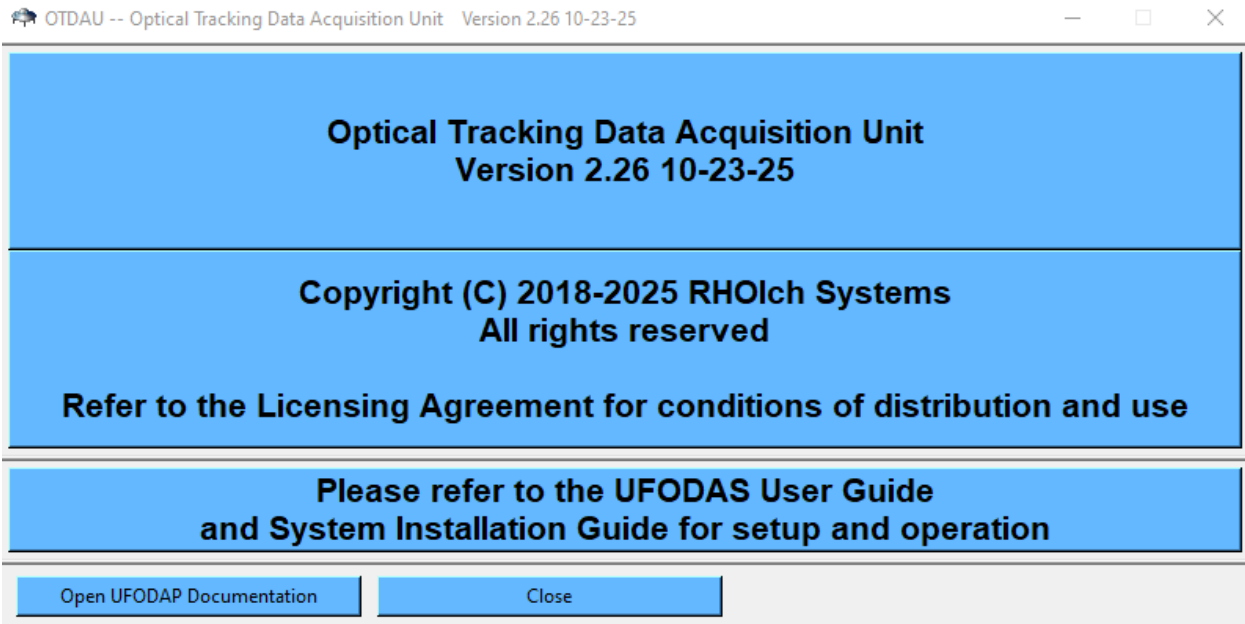 OTDAU -- Optical Tracking Data Acquisition Unit    Version 2.26 10-23-25
Optical Tracking Data Acquisition Unit
Version 2.26 10-23-25
Copyright (C) 2018-2025 RHOIch Systems
All rights reserved
Refer to the Licensing Agreement for conditions of distribution and use
Please refer to the UFODAS User Guide
and System Installation Guide for setup and operation
Open UFODAP Documentation
Close